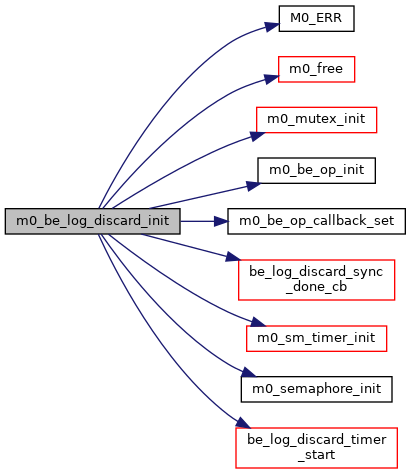 M0_ERR
m0_free
m0_mutex_init
m0_be_op_init
m0_be_log_discard_init
m0_be_op_callback_set
be_log_discard_sync
_done_cb
m0_sm_timer_init
m0_semaphore_init
be_log_discard_timer
_start